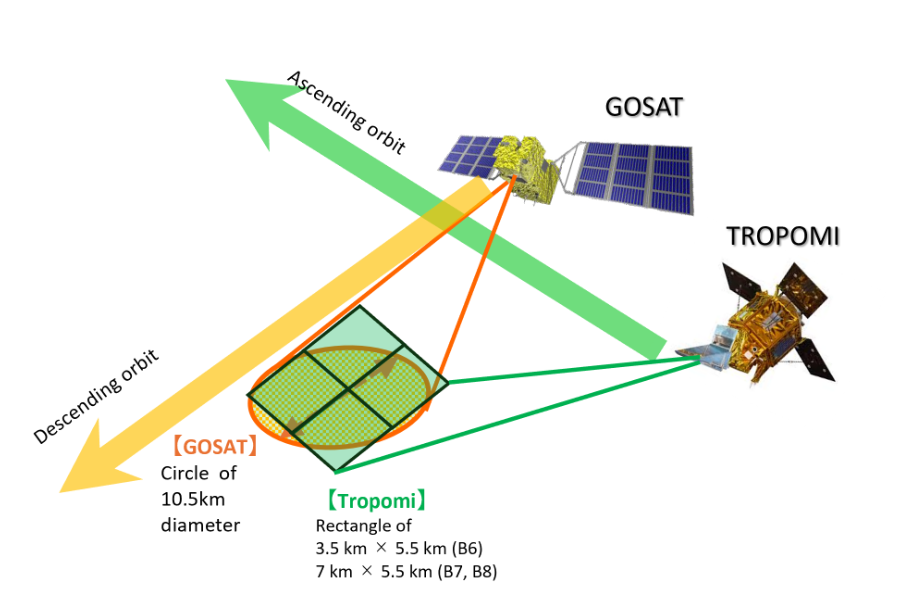 Ascending orbit
GOSAT
TROPOMI
Descending orbit
【GOSAT】
Circle of
10.5km
diameter
【Tropomi】
Rectangle of
3.5 km × 5.5 km (B6)
7 km × 5.5 km (B7, B8)